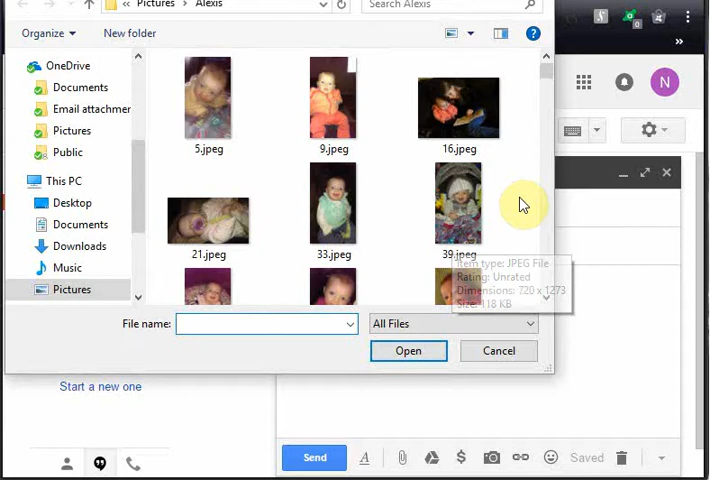 Pictures > Alexis
Search Alexis
Organize
New folder
OneDrive
Documents
Email attachmer
Pictures
Public
This PC
Desktop
Documents
Downloads
Music
Pictures
5.jpeg
9.jpeg
16.jpeg
21.jpeg
33.jpeg
39.jpeg
Item type: JPEG File
Rating: Unrated
Dimensions: 720 x 1273
Size: 118 KB
File name:
All Files
Open
Cancel
N
0
Start a new one
Send
Saved